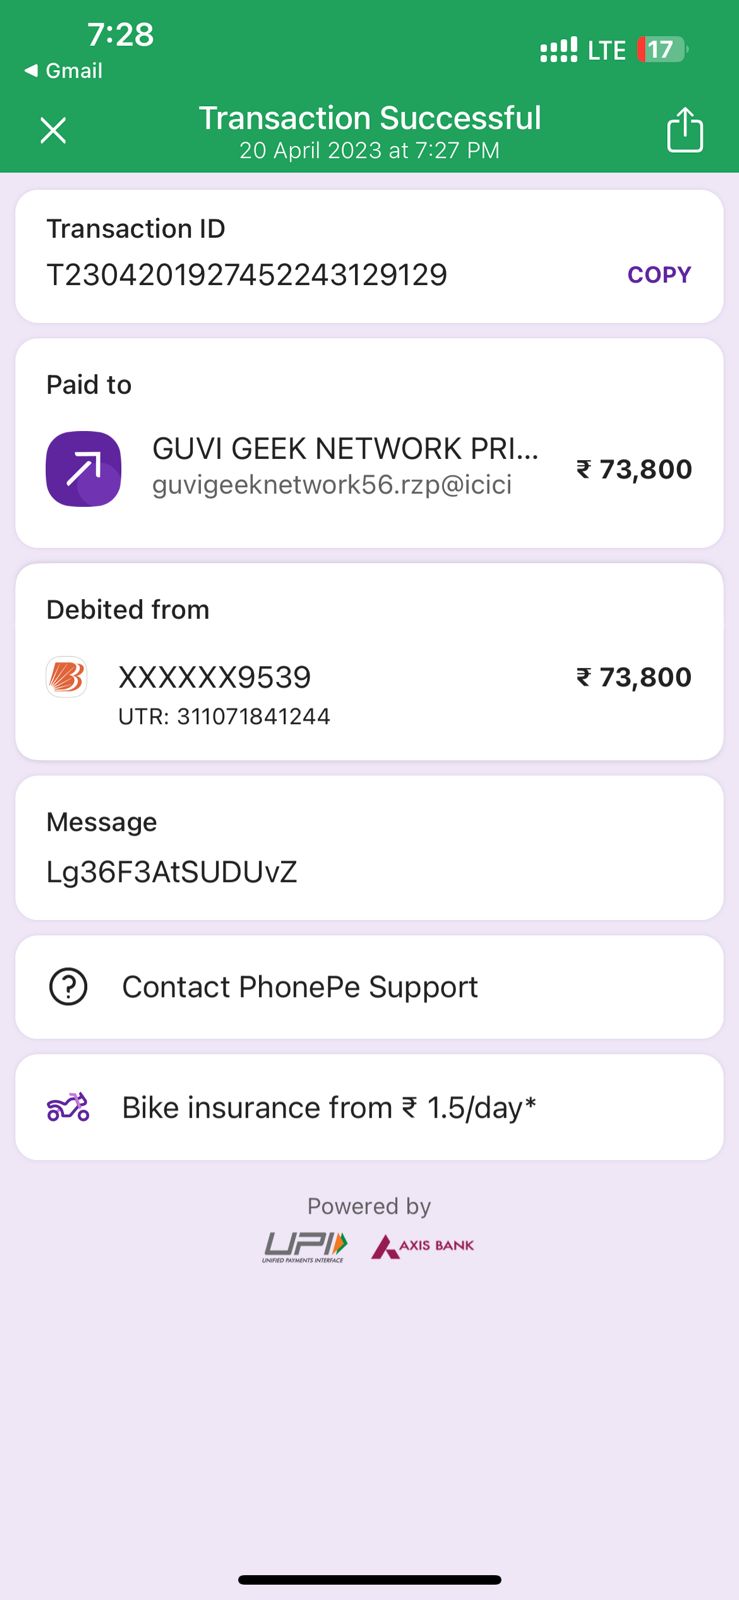 7:28
LTE 17
◀ Gmail
Transaction Successful
20 April 2023 at 7:27 PM
Transaction ID
T2304201927452243129129
COPY
Paid to
GUVI GEEK NETWORK PRI...
guvigeeknetwork56.rzp@icici
₹ 73,800
Debited from
XXXXXX9539
₹ 73,800
UTR: 311071841244
Message
Lg36F3AtSUDUvZ
Contact PhonePe Support
Bike insurance from ₹ 1.5/day*
Powered by
UPI
UNIFIED PAYMENTS INTERFACE
AXIS BANK